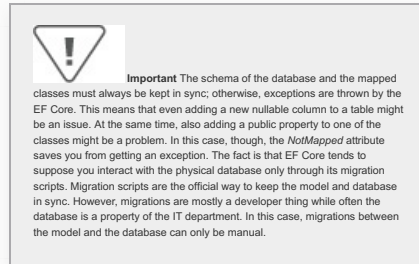 Important The schema of the database and the mapped
classes must always be kept in sync; otherwise, exceptions are thrown by the
EF Core. This means that even adding a new nullable column to a table might
be an issue. At the same time, also adding a public property to one of the
classes might be a problem. In this case, though, the NotMapped attribute
saves you from getting an exception. The fact is that EF Core tends to
suppose you interact with the physical database only through its migration
scripts. Migration scripts are the official way to keep the model and database
in sync. However, migrations are mostly a developer thing while often the
database is a property of the IT department. In this case, migrations between
the model and the database can only be manual.